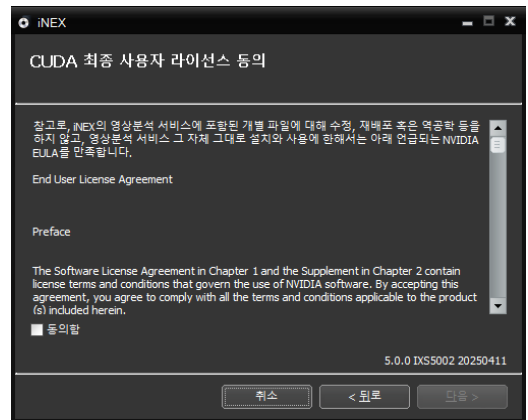 iNEX
CUDA 최종 사용자 라이선스 동의
참고로, iNEX의 영상분석 서비스에 포함된 개별 파일에 대해 수정, 재배포 혹은 역공학 등을
하지 않고, 영상분석 서비스 그 자체 그대로 설치와 사용에 한해서는 아래 언급되는 NVIDIA
EULA를 만족합니다.
End User License Agreement
Preface
The Software License Agreement in Chapter 1 and the Supplement in Chapter 2 contain
license terms and conditions that govern the use of NVIDIA software. By accepting this
agreement, you agree to comply with all the terms and conditions applicable to the product
(s) included herein.
동의함
5.0.0 IXS5002 20250411
취소
< 뒤로
다음 >